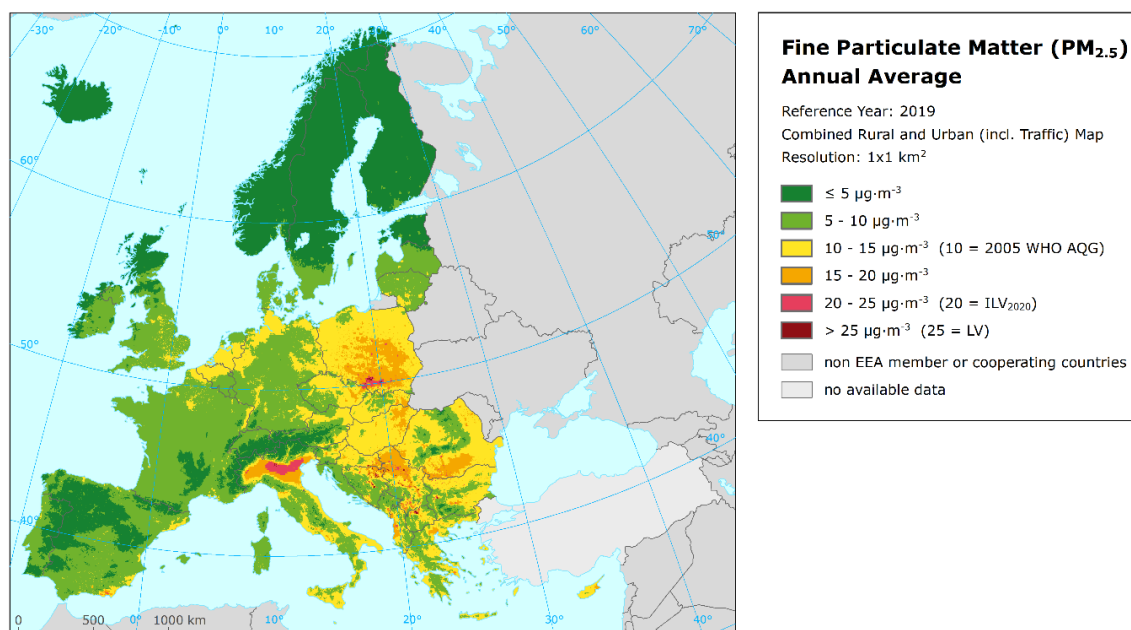 -30° -20° -10° 0° 10° 20° 30° 40° 50° 60° 70°
60°
50°
40°
60°
50°
40°
0 500 1000 km
0° 10° 20° 30° 40°
Fine Particulate Matter (PM2.5)
Annual Average
Reference Year: 2019
Combined Rural and Urban (incl. Traffic) Map
Resolution: 1x1 km²
≤ 5 µg·m⁻³
5 - 10 µg·m⁻³
10 - 15 µg·m⁻³ (10 = 2005 WHO AQG)
15 - 20 µg·m⁻³
20 - 25 µg·m⁻³ (20 = ILV2020)
> 25 µg·m⁻³ (25 = LV)
non EEA member or cooperating countries
no available data